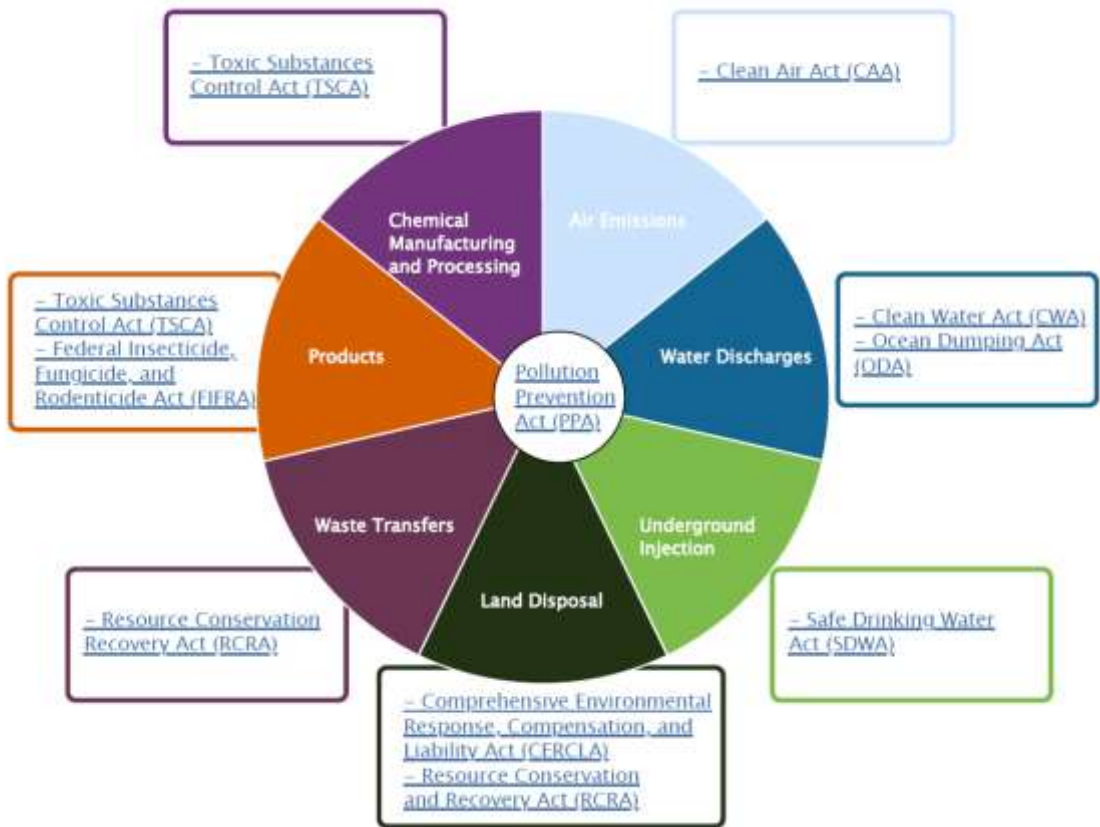 – Toxic Substances
Control Act (TSCA)
– Clean Air Act (CAA)
Chemical
Manufacturing
and Processing
Air Emissions
– Toxic Substances
Control Act (TSCA)
– Federal Insecticide,
Fungicide, and
Rodenticide Act (FIFRA)
Products
Pollution
Prevention
Act (PPA)
Water Discharges
– Clean Water Act (CWA)
– Ocean Dumping Act
(ODA)
Waste Transfers
Underground
Injection
Land Disposal
– Resource Conservation
Recovery Act (RCRA)
– Safe Drinking Water
Act (SDWA)
– Comprehensive Environmental
Response, Compensation, and
Liability Act (CERCLA)
– Resource Conservation
and Recovery Act (RCRA)